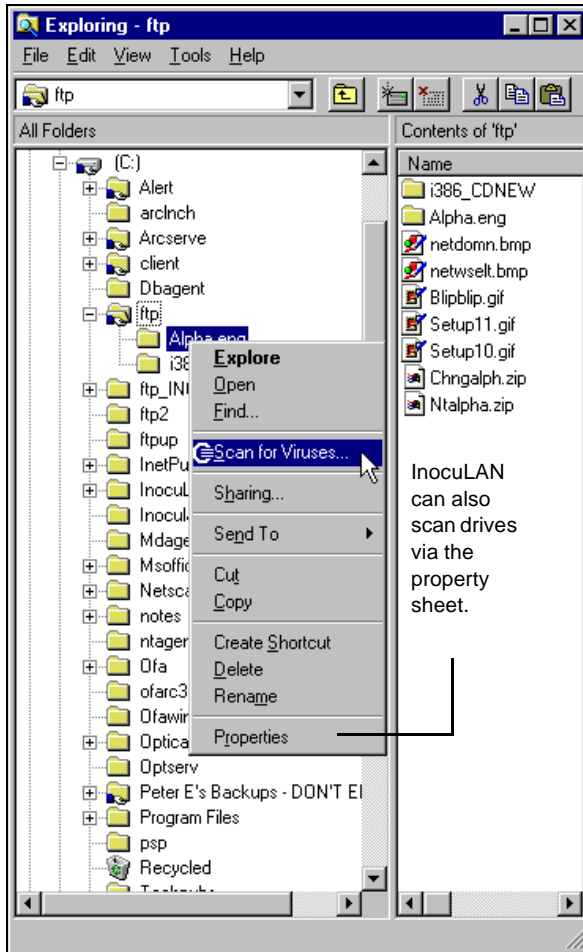 Exploring - ftp
File Edit View Tools Help
ftp
All Folders
Contents of 'ftp'
(C:)
Alert
arcInch
Arcserve
client
Dbagent
ftp
Alpha.eng
ftp2
ftpup
notes
Ofa
Optserv
Peter E's Backups - DON'T
Program Files
psp
Recycled
Explore
Open
Find...
Scan for Viruses...
Sharing...
Send To
Cut
Copy
Create Shortcut
Delete
Rename
Properties
Name
i386_CDNEW
Alpha.eng
netdomn.bmp
netwselt.bmp
Blipblip.gif
Setup11.gif
Setup10.gif
Chngalph.zip
Ntalpha.zip
InocuLAN
can also
scan drives
via the
property
sheet.